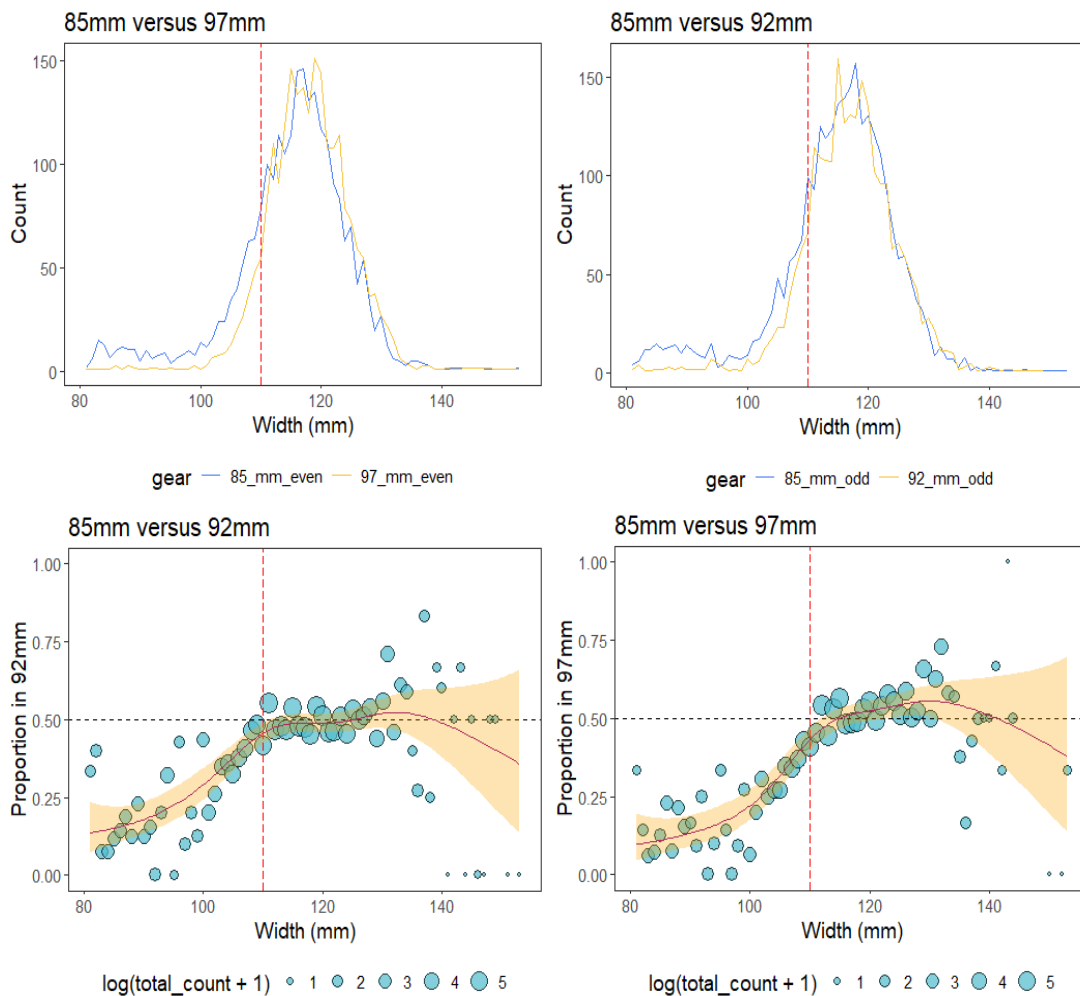 85mm versus 97mm
150
100
50
0
Count
80 100 120 140
Width (mm)
gear 85_mm_even 97_mm_even
85mm versus 92mm
150
100
50
0
Count
80 100 120 140
Width (mm)
gear 85_mm_odd 92_mm_odd
85mm versus 92mm
1.00
0.75
0.50
0.25
0.00
Proportion in 92mm
80 100 120 140
Width (mm)
log(total_count + 1) 1 2 3 4 5
85mm versus 97mm
1.00
0.75
0.50
0.25
0.00
Proportion in 97mm
80 100 120 140
Width (mm)
log(total_count + 1) 1 2 3 4 5